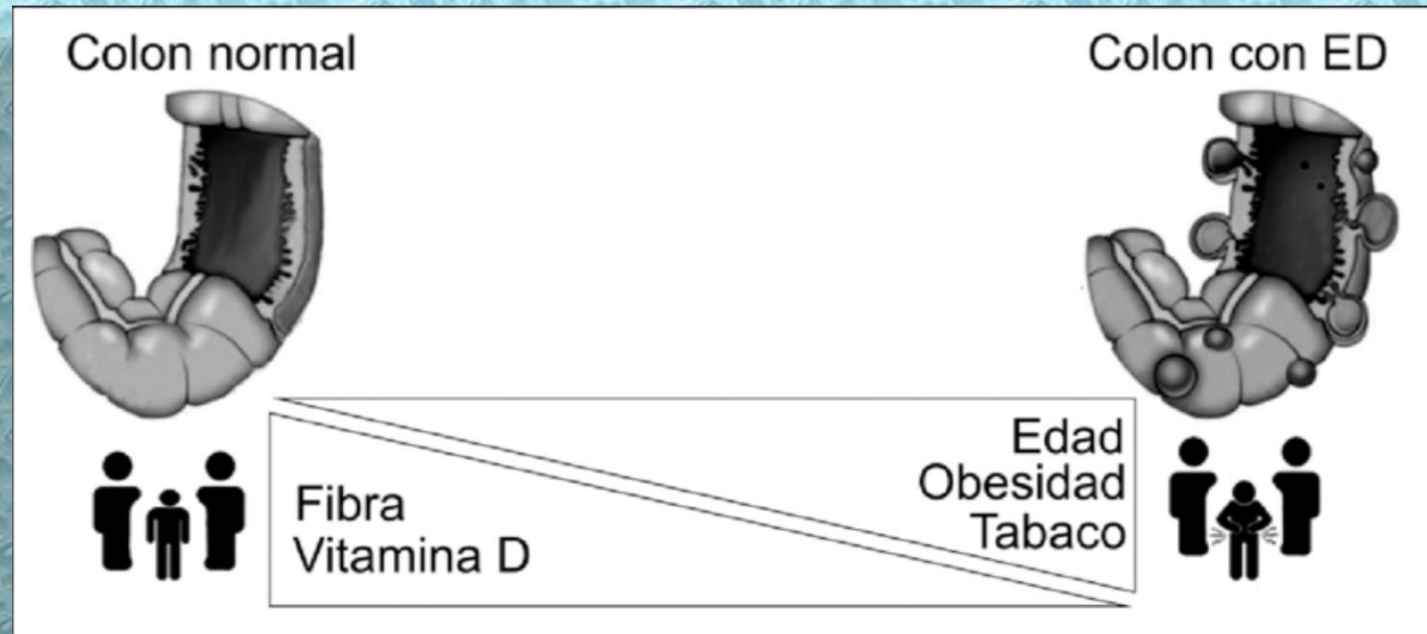 Colon normal
Colon con ED
Edad
Obesidad
Tabaco
Fibra
Vitamina D